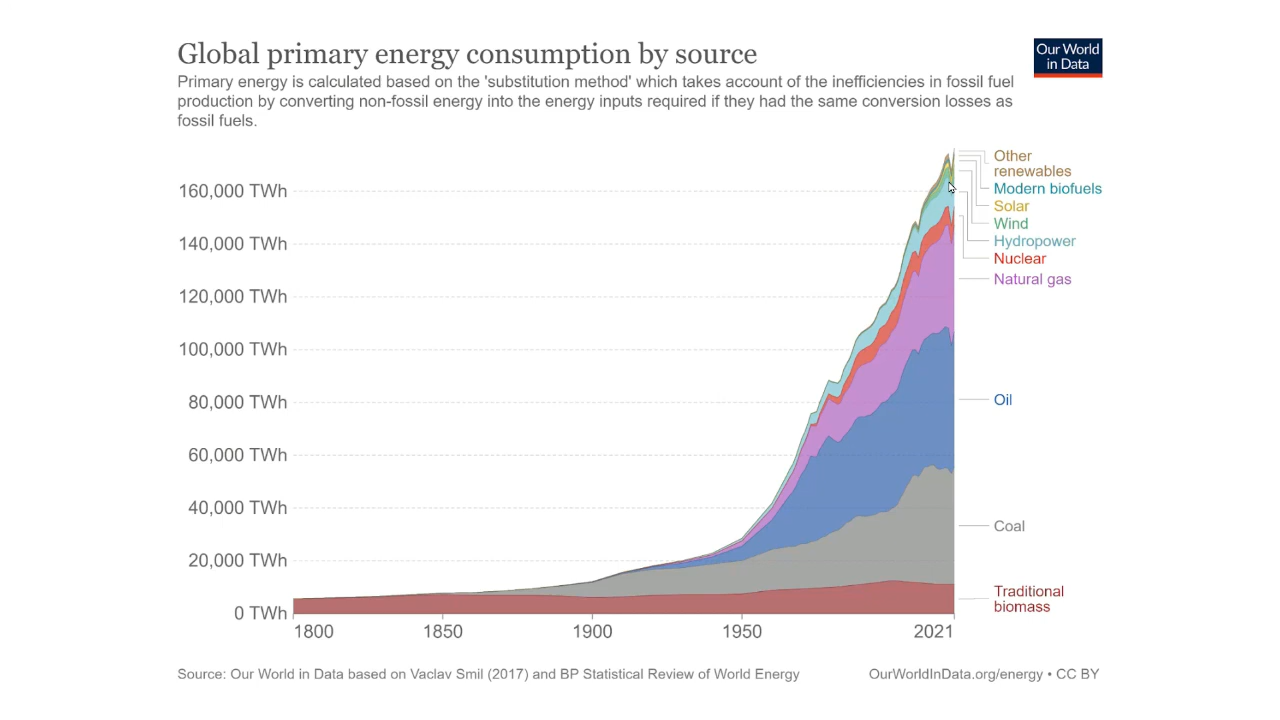 Global primary energy consumption by source
Our World
in Data
Primary energy is calculated based on the 'substitution method' which takes account of the inefficiencies in fossil fuel
production by converting non-fossil energy into the energy inputs required if they had the same conversion losses as
fossil fuels.
160,000 TWh
140,000 TWh
120,000 TWh
100,000 TWh
80,000 TWh
60,000 TWh
40,000 TWh
20,000 TWh
0 TWh
1800
1850
1900
1950
2021
Other
renewables
Modern biofuels
Solar
Wind
Hydropower
Nuclear
Natural gas
Oil
Coal
Traditional
biomass
Source: Our World in Data based on Vaclav Smil (2017) and BP Statistical Review of World Energy
OurWorldInData.org/energy • CC BY